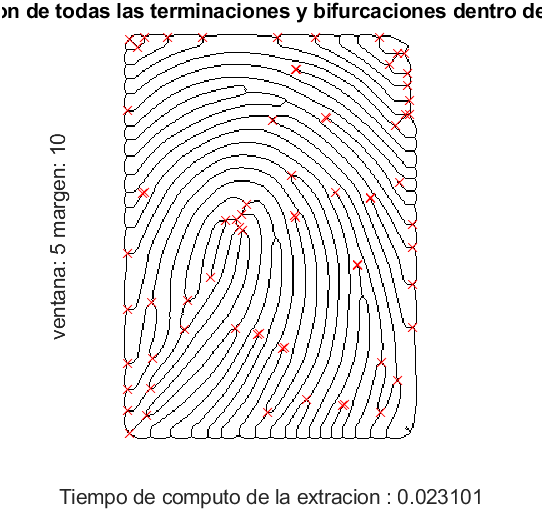 on de todas las terminaciones y bifurcaciones dentro de
ventana: 5 margen: 10
Tiempo de computo de la extracion : 0.023101